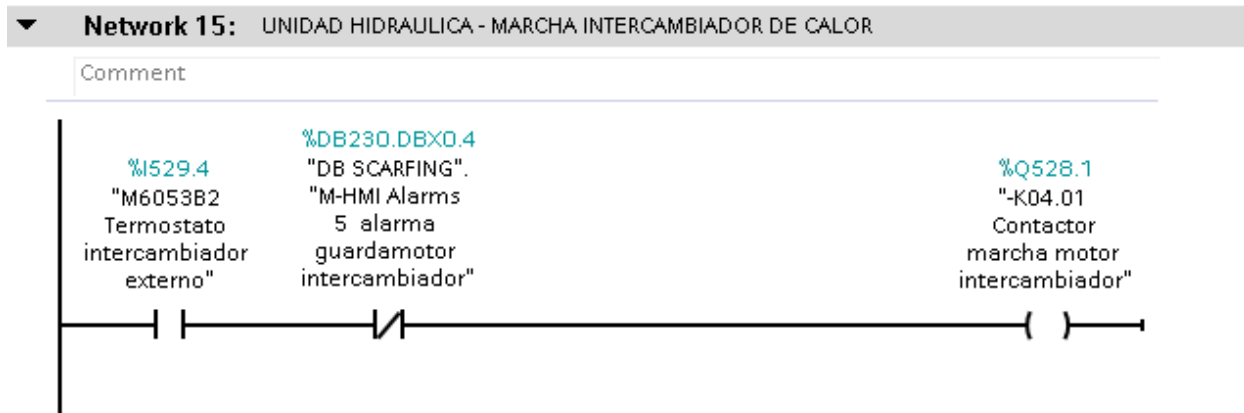 Network 15: UNIDAD HIDRAULICA - MARCHA INTERCAMBIADOR DE CALOR
Comment
%I529.4
"M6053B2
Termostato
intercambiador
externo"
%DB230.DBX0.4
"DB SCARFING".
"M-HMI Alarms
5 alarma
guardamotor
intercambiador"
%Q528.1
"-K04.01
Contactor
marcha motor
intercambiador"